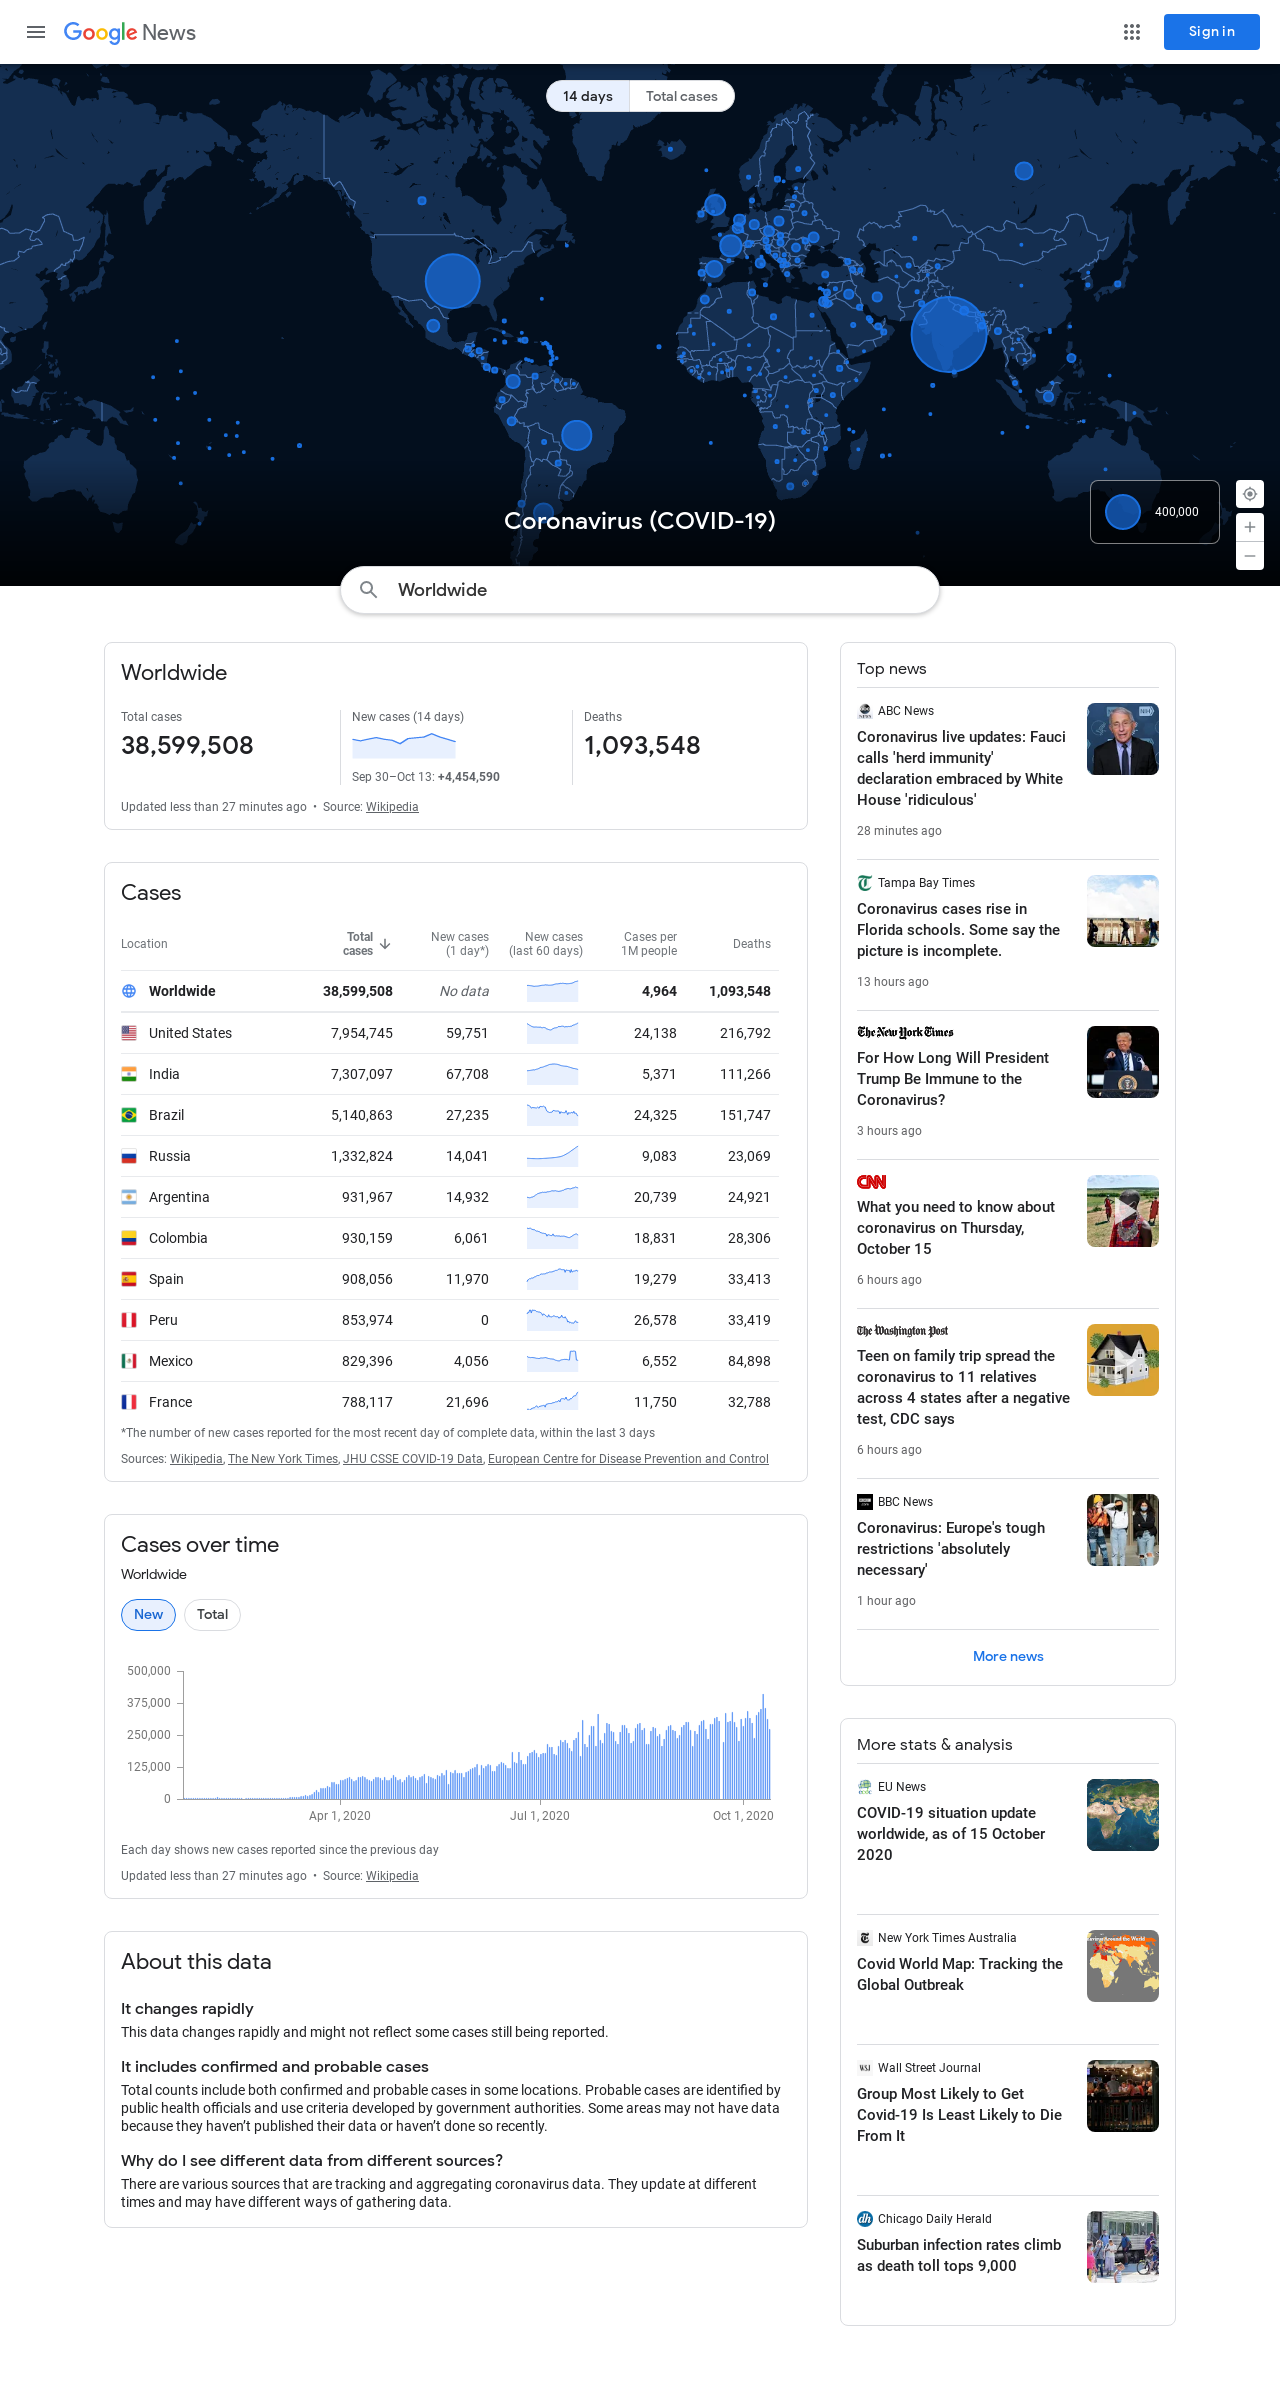 Google News
Sign in
14 days
Total cases
Coronavirus (COVID-19)
400,000
Worldwide
Worldwide
Total cases
38,599,508
New cases (14 days)
Sep 30–Oct 13: +4,454,590
Deaths
1,093,548
Updated less than 27 minutes ago • Source: Wikipedia
Cases
Location
Total
cases
New cases
(1 day*)
New cases
(last 60 days)
Cases per
1M people
Deaths
Worldwide 38,599,508 No data 4,964 1,093,548
United States 7,954,745 59,751 24,138 216,792
India 7,307,097 67,708 5,371 111,266
Brazil 5,140,863 27,235 24,325 151,747
Russia 1,332,824 14,041 9,083 23,069
Argentina 931,967 14,932 20,739 24,921
Colombia 930,159 6,061 18,831 28,306
Spain 908,056 11,970 19,279 33,413
Peru 853,974 0 26,578 33,419
Mexico 829,396 4,056 6,552 84,898
France 788,117 21,696 11,750 32,788
*The number of new cases reported for the most recent day of complete data, within the last 3 days
Sources: Wikipedia, The New York Times, JHU CSSE COVID-19 Data, European Centre for Disease Prevention and Control
Cases over time
Worldwide
New
Total
500,000
375,000
250,000
125,000
0
Apr 1, 2020
Jul 1, 2020
Oct 1, 2020
Each day shows new cases reported since the previous day
Updated less than 27 minutes ago • Source: Wikipedia
About this data
It changes rapidly
This data changes rapidly and might not reflect some cases still being reported.
It includes confirmed and probable cases
Total counts include both confirmed and probable cases in some locations. Probable cases are identified by
public health officials and use criteria developed by government authorities. Some areas may not have data
because they haven’t published their data or haven’t done so recently.
Why do I see different data from different sources?
There are various sources that are tracking and aggregating coronavirus data. They update at different
times and may have different ways of gathering data.
Top news
ABC News
Coronavirus live updates: Fauci
calls 'herd immunity'
declaration embraced by White
House 'ridiculous'
28 minutes ago
Tampa Bay Times
Coronavirus cases rise in
Florida schools. Some say the
picture is incomplete.
13 hours ago
The New York Times
For How Long Will President
Trump Be Immune to the
Coronavirus?
3 hours ago
CNN
What you need to know about
coronavirus on Thursday,
October 15
6 hours ago
The Washington Post
Teen on family trip spread the
coronavirus to 11 relatives
across 4 states after a negative
test, CDC says
6 hours ago
BBC News
Coronavirus: Europe's tough
restrictions 'absolutely
necessary'
1 hour ago
More news
More stats & analysis
EU News
COVID-19 situation update
worldwide, as of 15 October
2020
New York Times Australia
Covid World Map: Tracking the
Global Outbreak
Wall Street Journal
Group Most Likely to Get
Covid-19 Is Least Likely to Die
From It
Chicago Daily Herald
Suburban infection rates climb
as death toll tops 9,000